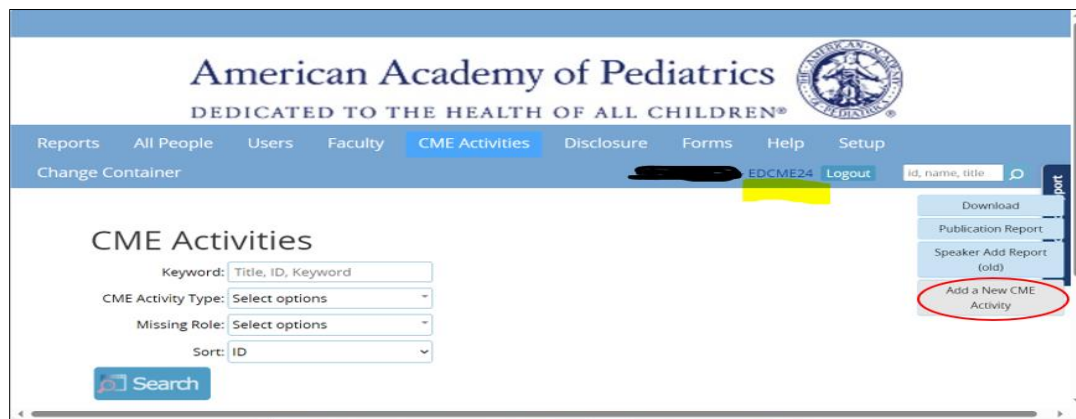 American Academy of Pediatrics
DEDICATED TO THE HEALTH OF ALL CHILDREN®
Reports All People Users Faculty CME Activities Disclosure Forms Help Setup
Change Container EDCME24 Logout id, name, title
Download
Publication Report
Speaker Add Report
(old)
Add a New CME
Activity
CME Activities
Keyword: Title, ID, Keyword
CME Activity Type: Select options
Missing Role: Select options
Sort: ID
Search